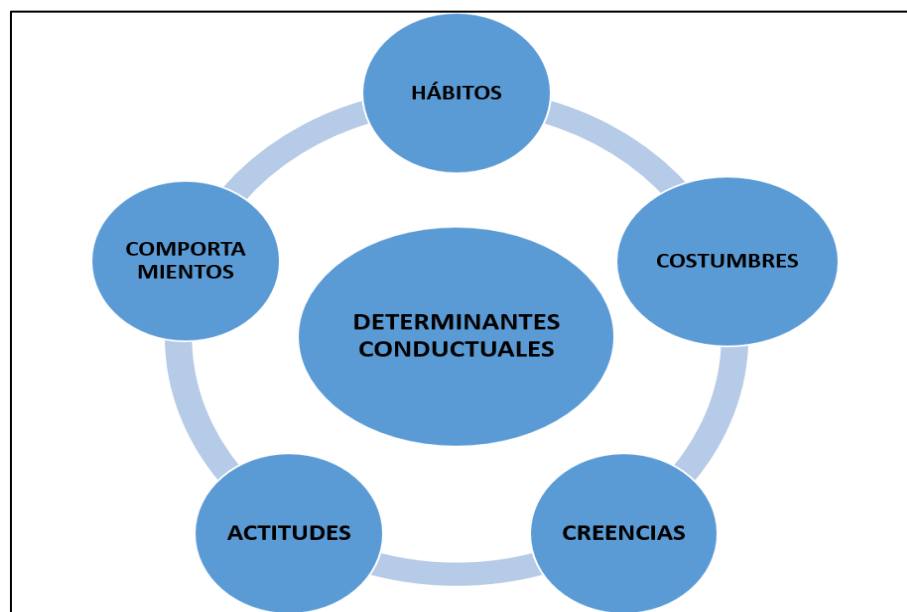 HÁBITOS
COSTUMBRES
CREENCIAS
ACTITUDES
COMPORTA
MIENTOS
DETERMINANTES
CONDUCTUALES